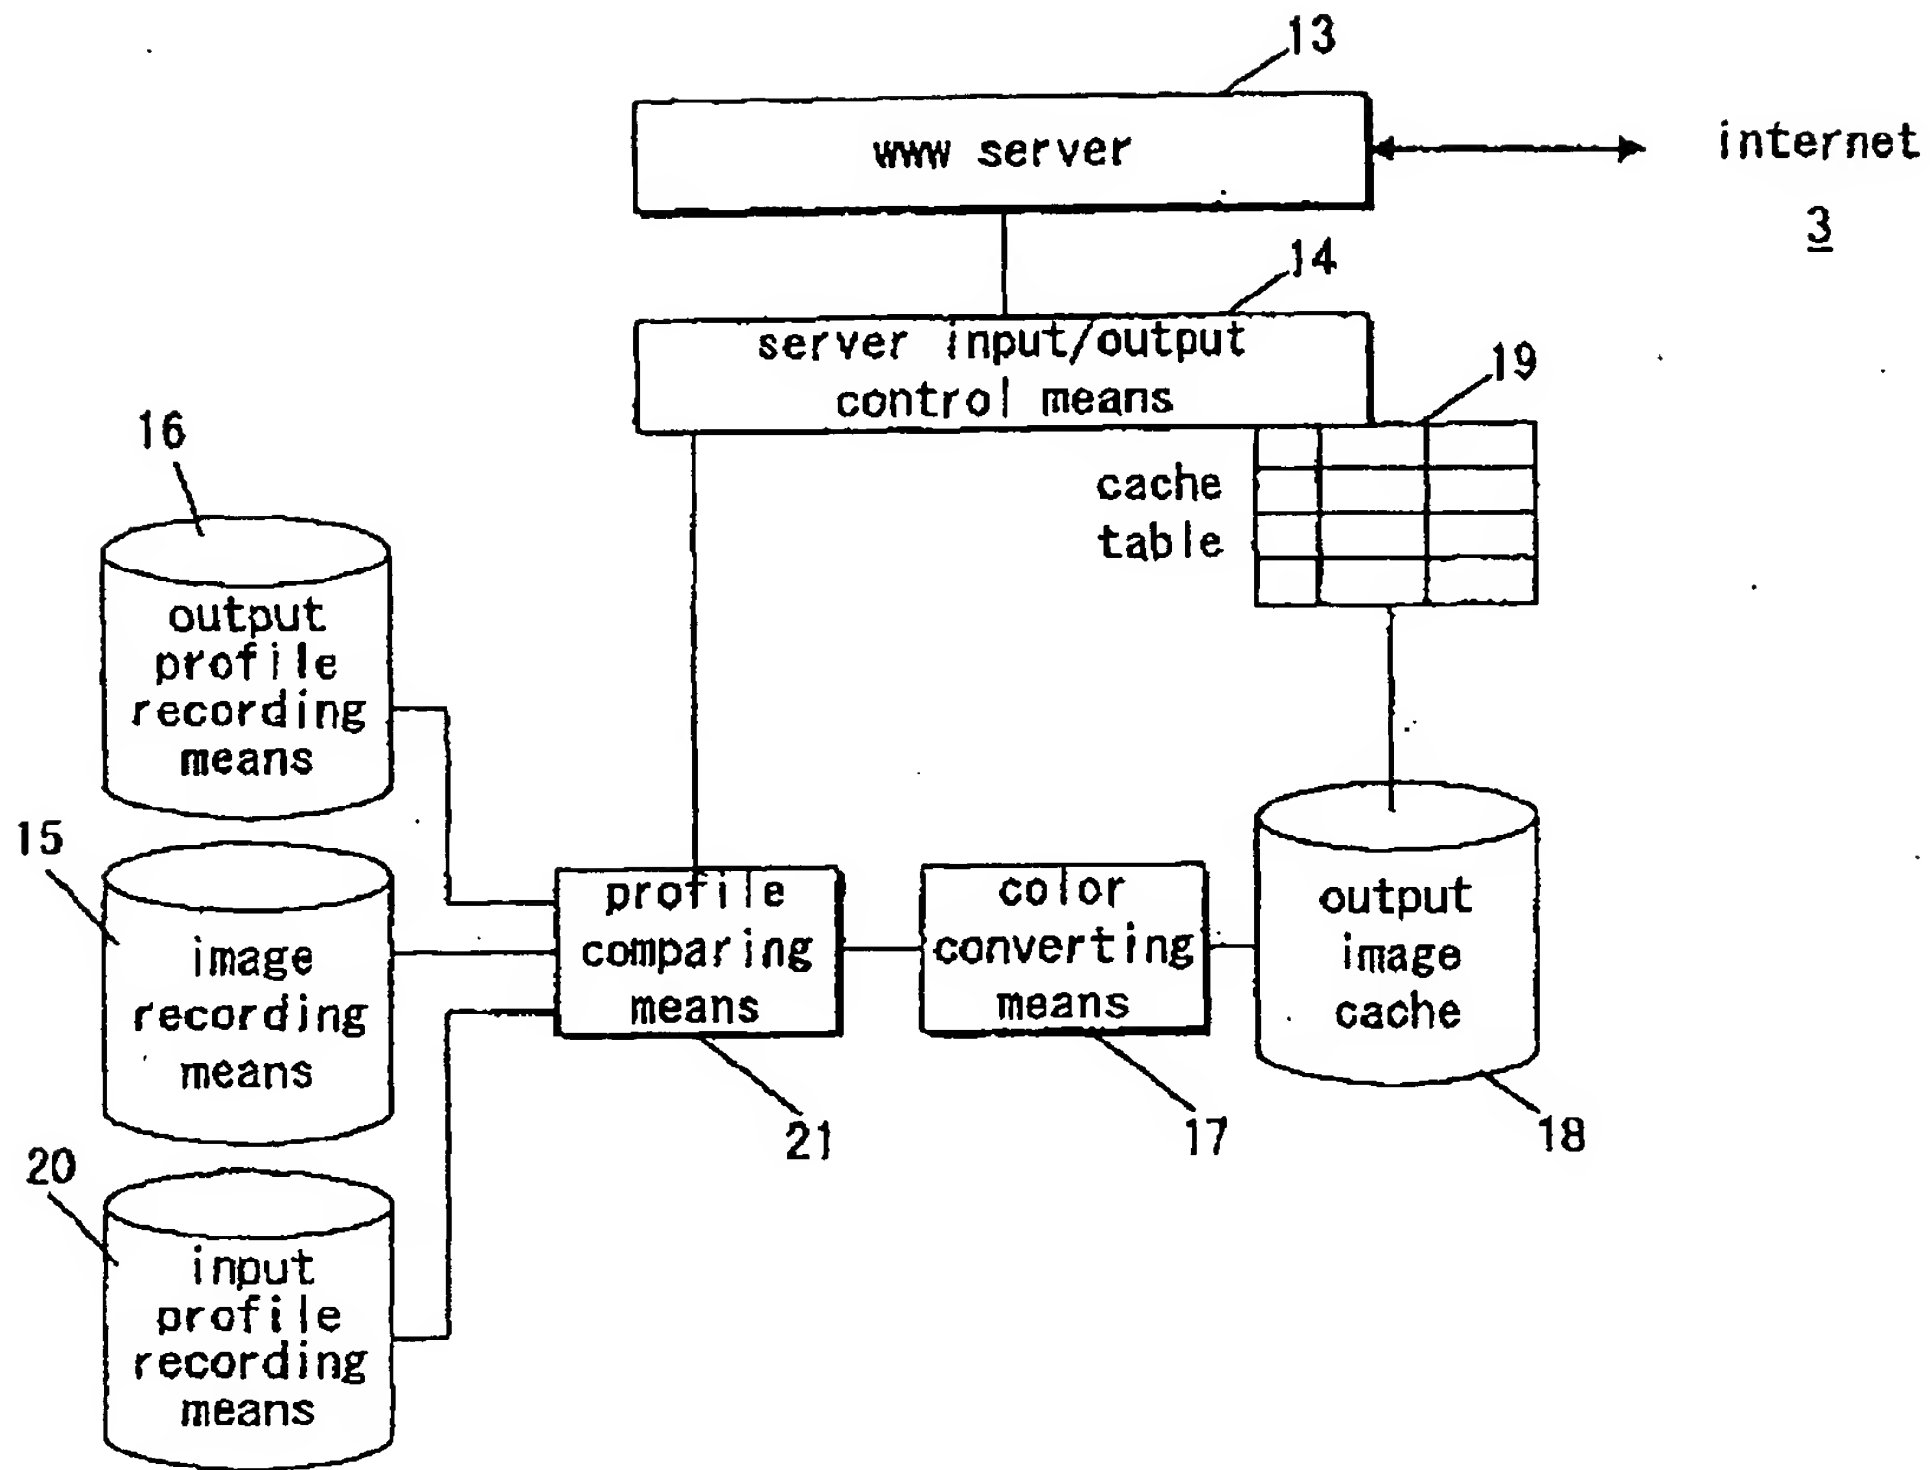 13
www server
internet
3
14
server input/output
control means
19
cache
table
16
output
profile
recording
means
15
image
recording
means
20
input
profile
recording
means
profile
comparing
means
21
color
converting
means
17
output
image
cache
18